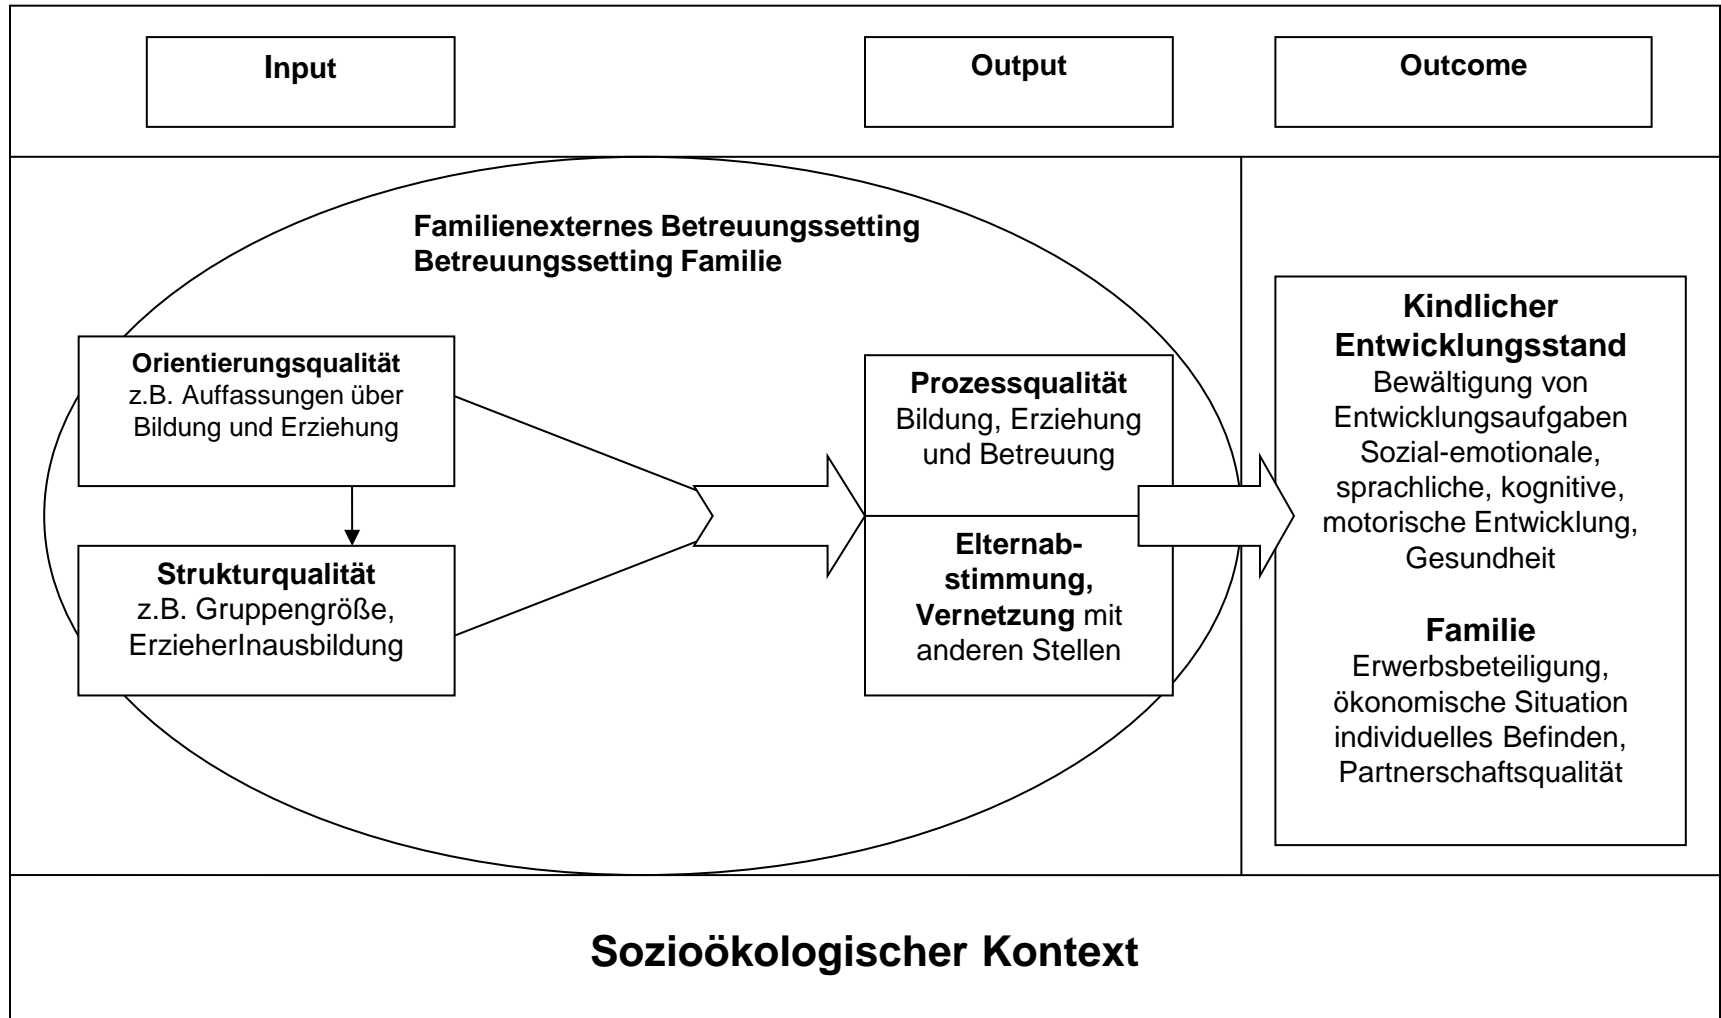 Input
Output
Outcome
Familienexternes Betreuungssetting
Betreuungssetting Familie
Orientierungsqualität
z.B. Auffassungen über
Bildung und Erziehung
Strukturqualität
z.B. Gruppengröße,
ErzieherInausbildung
Prozessqualität
Bildung, Erziehung
und Betreuung
Elternab-
stimmung,
Vernetzung mit
anderen Stellen
Kindlicher
Entwicklungsstand
Bewältigung von
Entwicklungsaufgaben
Sozial-emotionale,
sprachliche, kognitive,
motorische Entwicklung,
Gesundheit
Familie
Erwerbsbeteiligung,
ökonomische Situation
individuelles Befinden,
Partnerschaftsqualität
Sozioökologischer Kontext